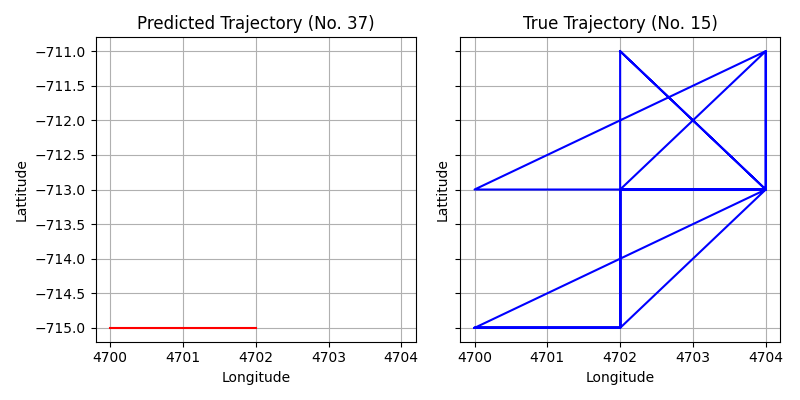 Predicted Trajectory (No. 37)
True Trajectory (No. 15)
−711.0
−711.5
−712.0
−712.5
−713.0
−713.5
−714.0
−714.5
−715.0
Lattitude
Lattitude
4700 4701 4702 4703 4704
4700 4701 4702 4703 4704
Longitude
Longitude